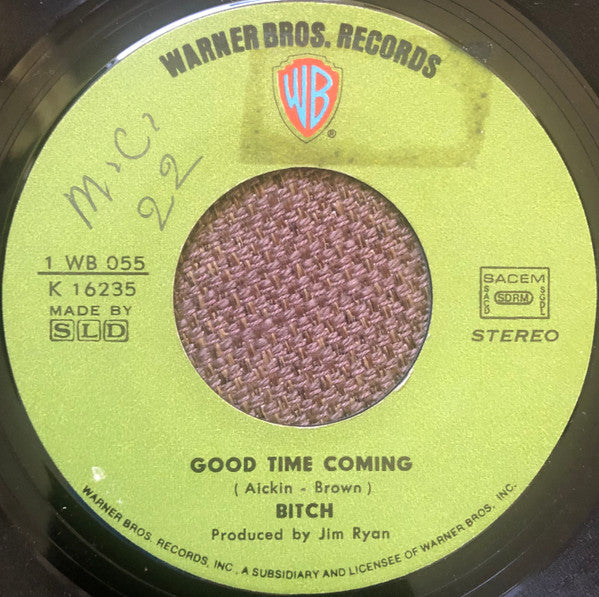 WARNER BROS. RECORDS
WB
®
M.C.
22
1 WB 055
K 16235
MADE BY
SLD
SACEM
SACD SDRM SGDL
STEREO
GOOD TIME COMING
( Aickin - Brown )
BITCH
Produced by Jim Ryan
WARNER BROS. RECORDS, INC., A SUBSIDIARY AND LICENSEE OF WARNER BROS. INC.